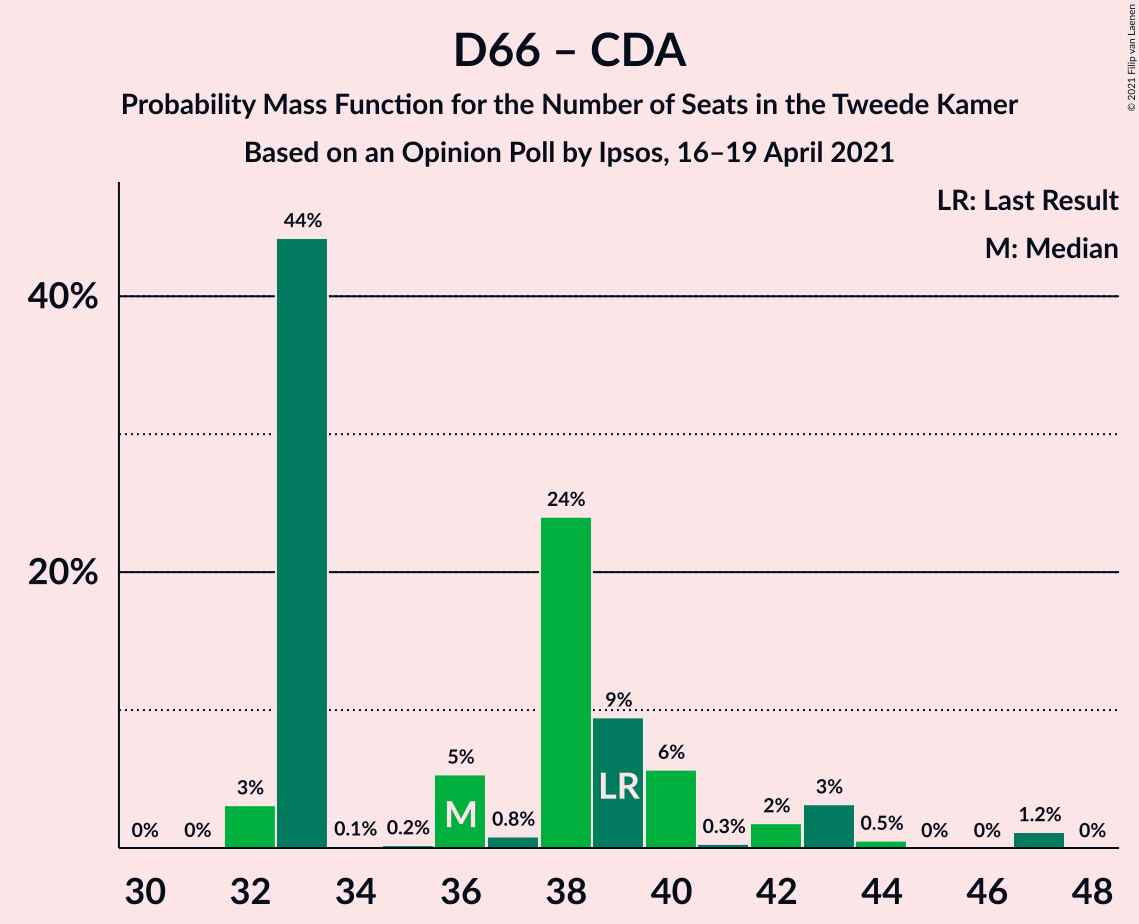 D66 – CDA
Probability Mass Function for the Number of Seats in the Tweede Kamer
Based on an Opinion Poll by Ipsos, 16–19 April 2021
© 2021 Filip van Laenen
LR: Last Result
M: Median
40%
20%
0%
0%
3%
44%
0.1%
0.2%
5%
0.8%
24%
9%
6%
0.3%
2%
3%
0.5%
0%
0%
1.2%
0%
M
LR
30 32 34 36 38 40 42 44 46 48